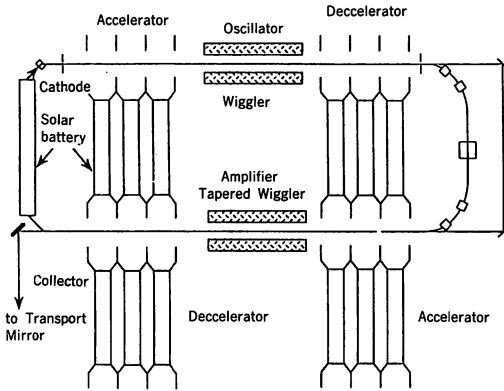 Accelerator
Oscillator
Deccelerator
Cathode
Wiggler
Solar
battery
Amplifier
Tapered Wiggler
Collector
Deccelerator
Accelerator
to Transport
Mirror